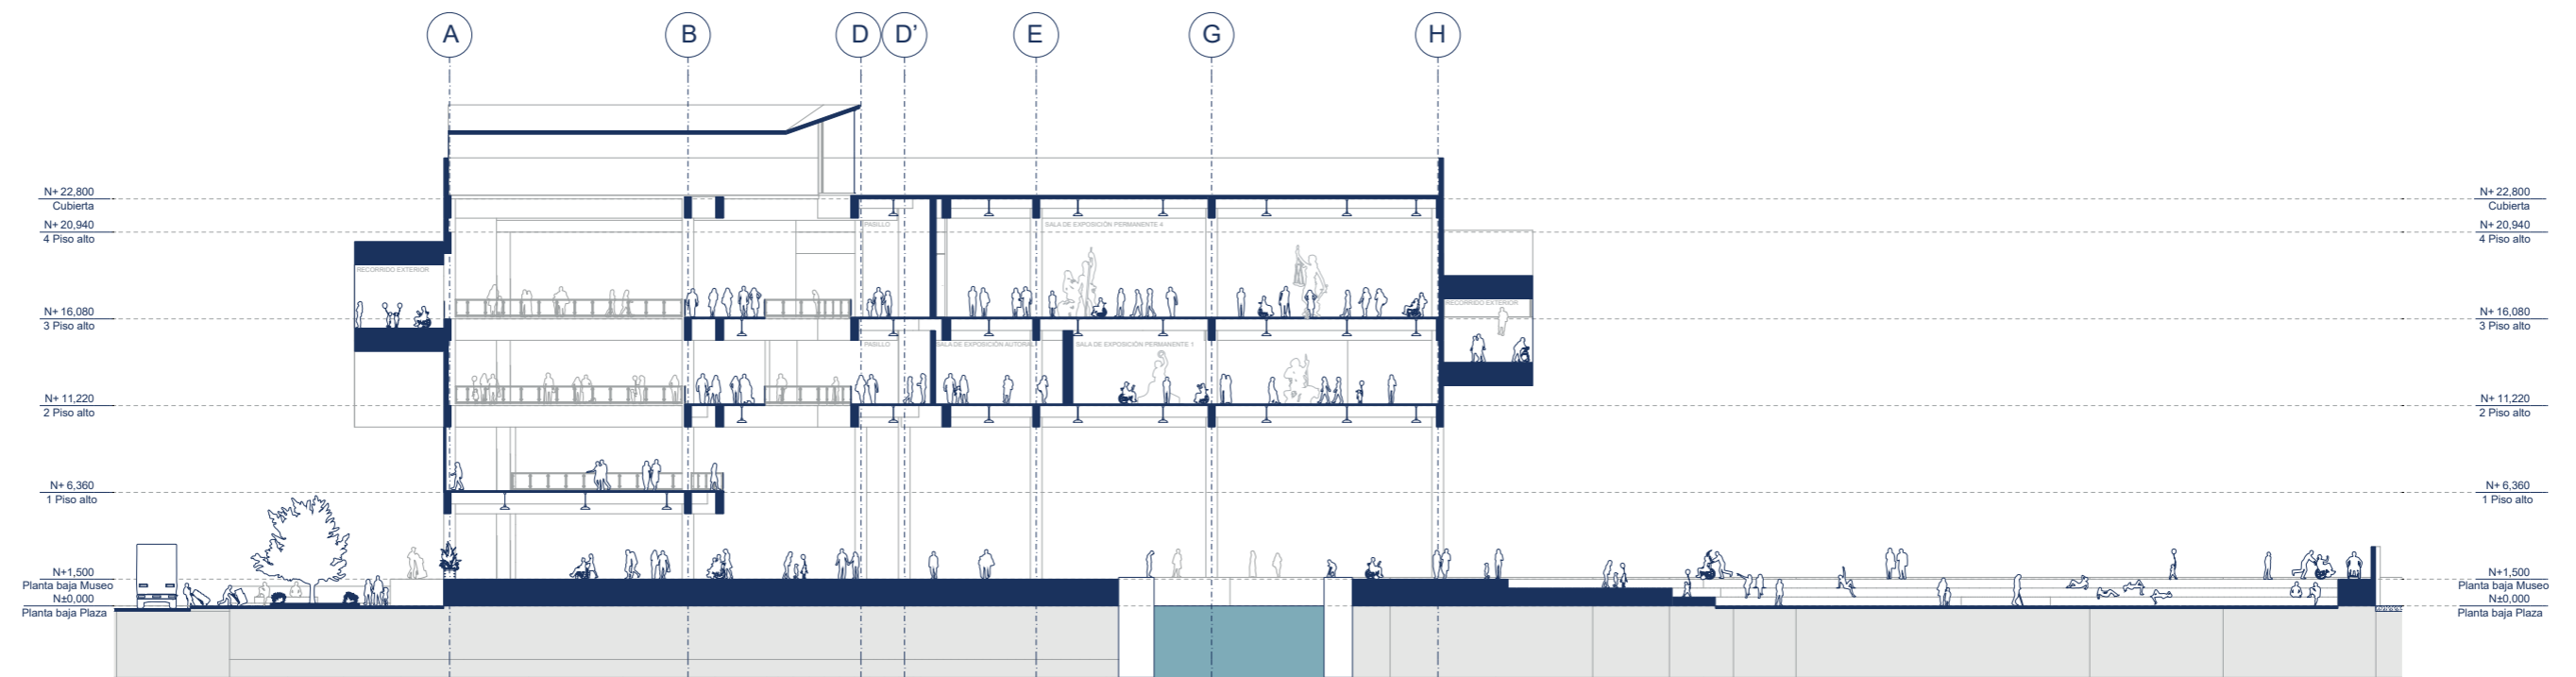 A
B
D
D'
E
G
H
N+ 22,800
Cubierta
N+ 20,940
4 Piso alto
N+ 16,080
3 Piso alto
N+ 11,220
2 Piso alto
N+ 6,360
1 Piso alto
N+1,500
Planta baja Museo
N±0,000
Planta baja Plaza
RECORRIDO EXTERIOR
PASILLO
SALA DE EXPOSICIÓN PERMANENTE 4
PASILLO
SALA DE EXPOSICIÓN AUTORAL
SALA DE EXPOSICIÓN PERMANENTE 1
RECORRIDO EXTERIOR
N+ 22,800
Cubierta
N+ 20,940
4 Piso alto
N+ 16,080
3 Piso alto
N+ 11,220
2 Piso alto
N+ 6,360
1 Piso alto
N+1,500
Planta baja Museo
N±0,000
Planta baja Plaza